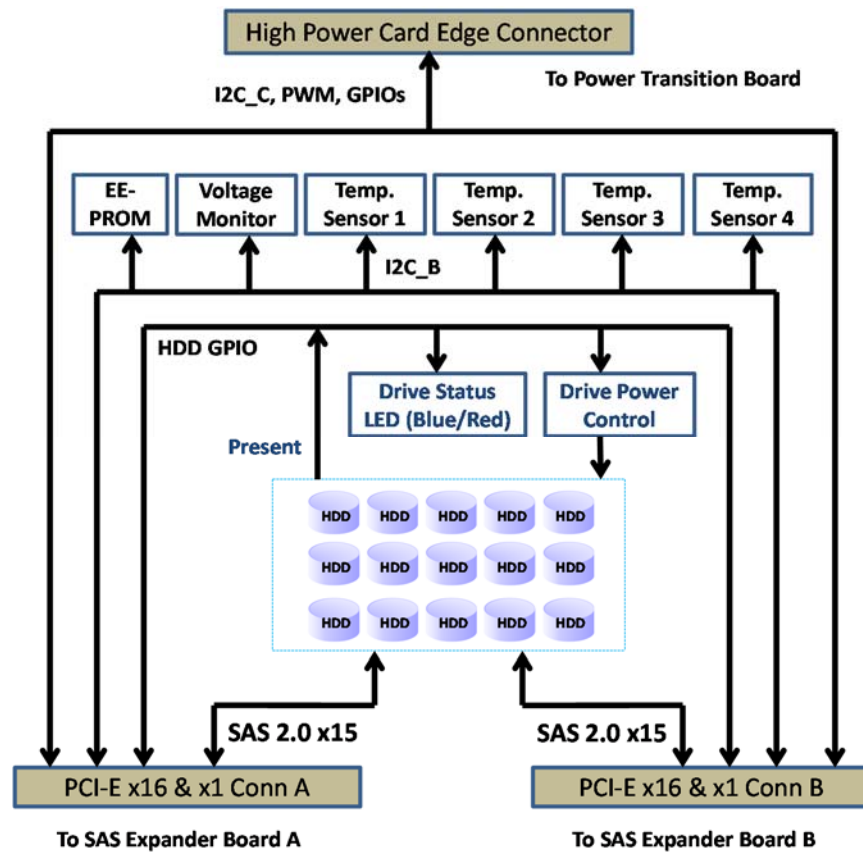 High Power Card Edge Connector
To Power Transition Board
I2C_C, PWM, GPIOs
EE-
PROM
Voltage
Monitor
Temp.
Sensor 1
Temp.
Sensor 2
Temp.
Sensor 3
Temp.
Sensor 4
I2C_B
HDD GPIO
Drive Status
LED (Blue/Red)
Drive Power
Control
Present
HDD HDD HDD HDD HDD
HDD HDD HDD HDD HDD
HDD HDD HDD HDD HDD
SAS 2.0 x15
SAS 2.0 x15
PCI-E x16 & x1 Conn A
PCI-E x16 & x1 Conn B
To SAS Expander Board A
To SAS Expander Board B